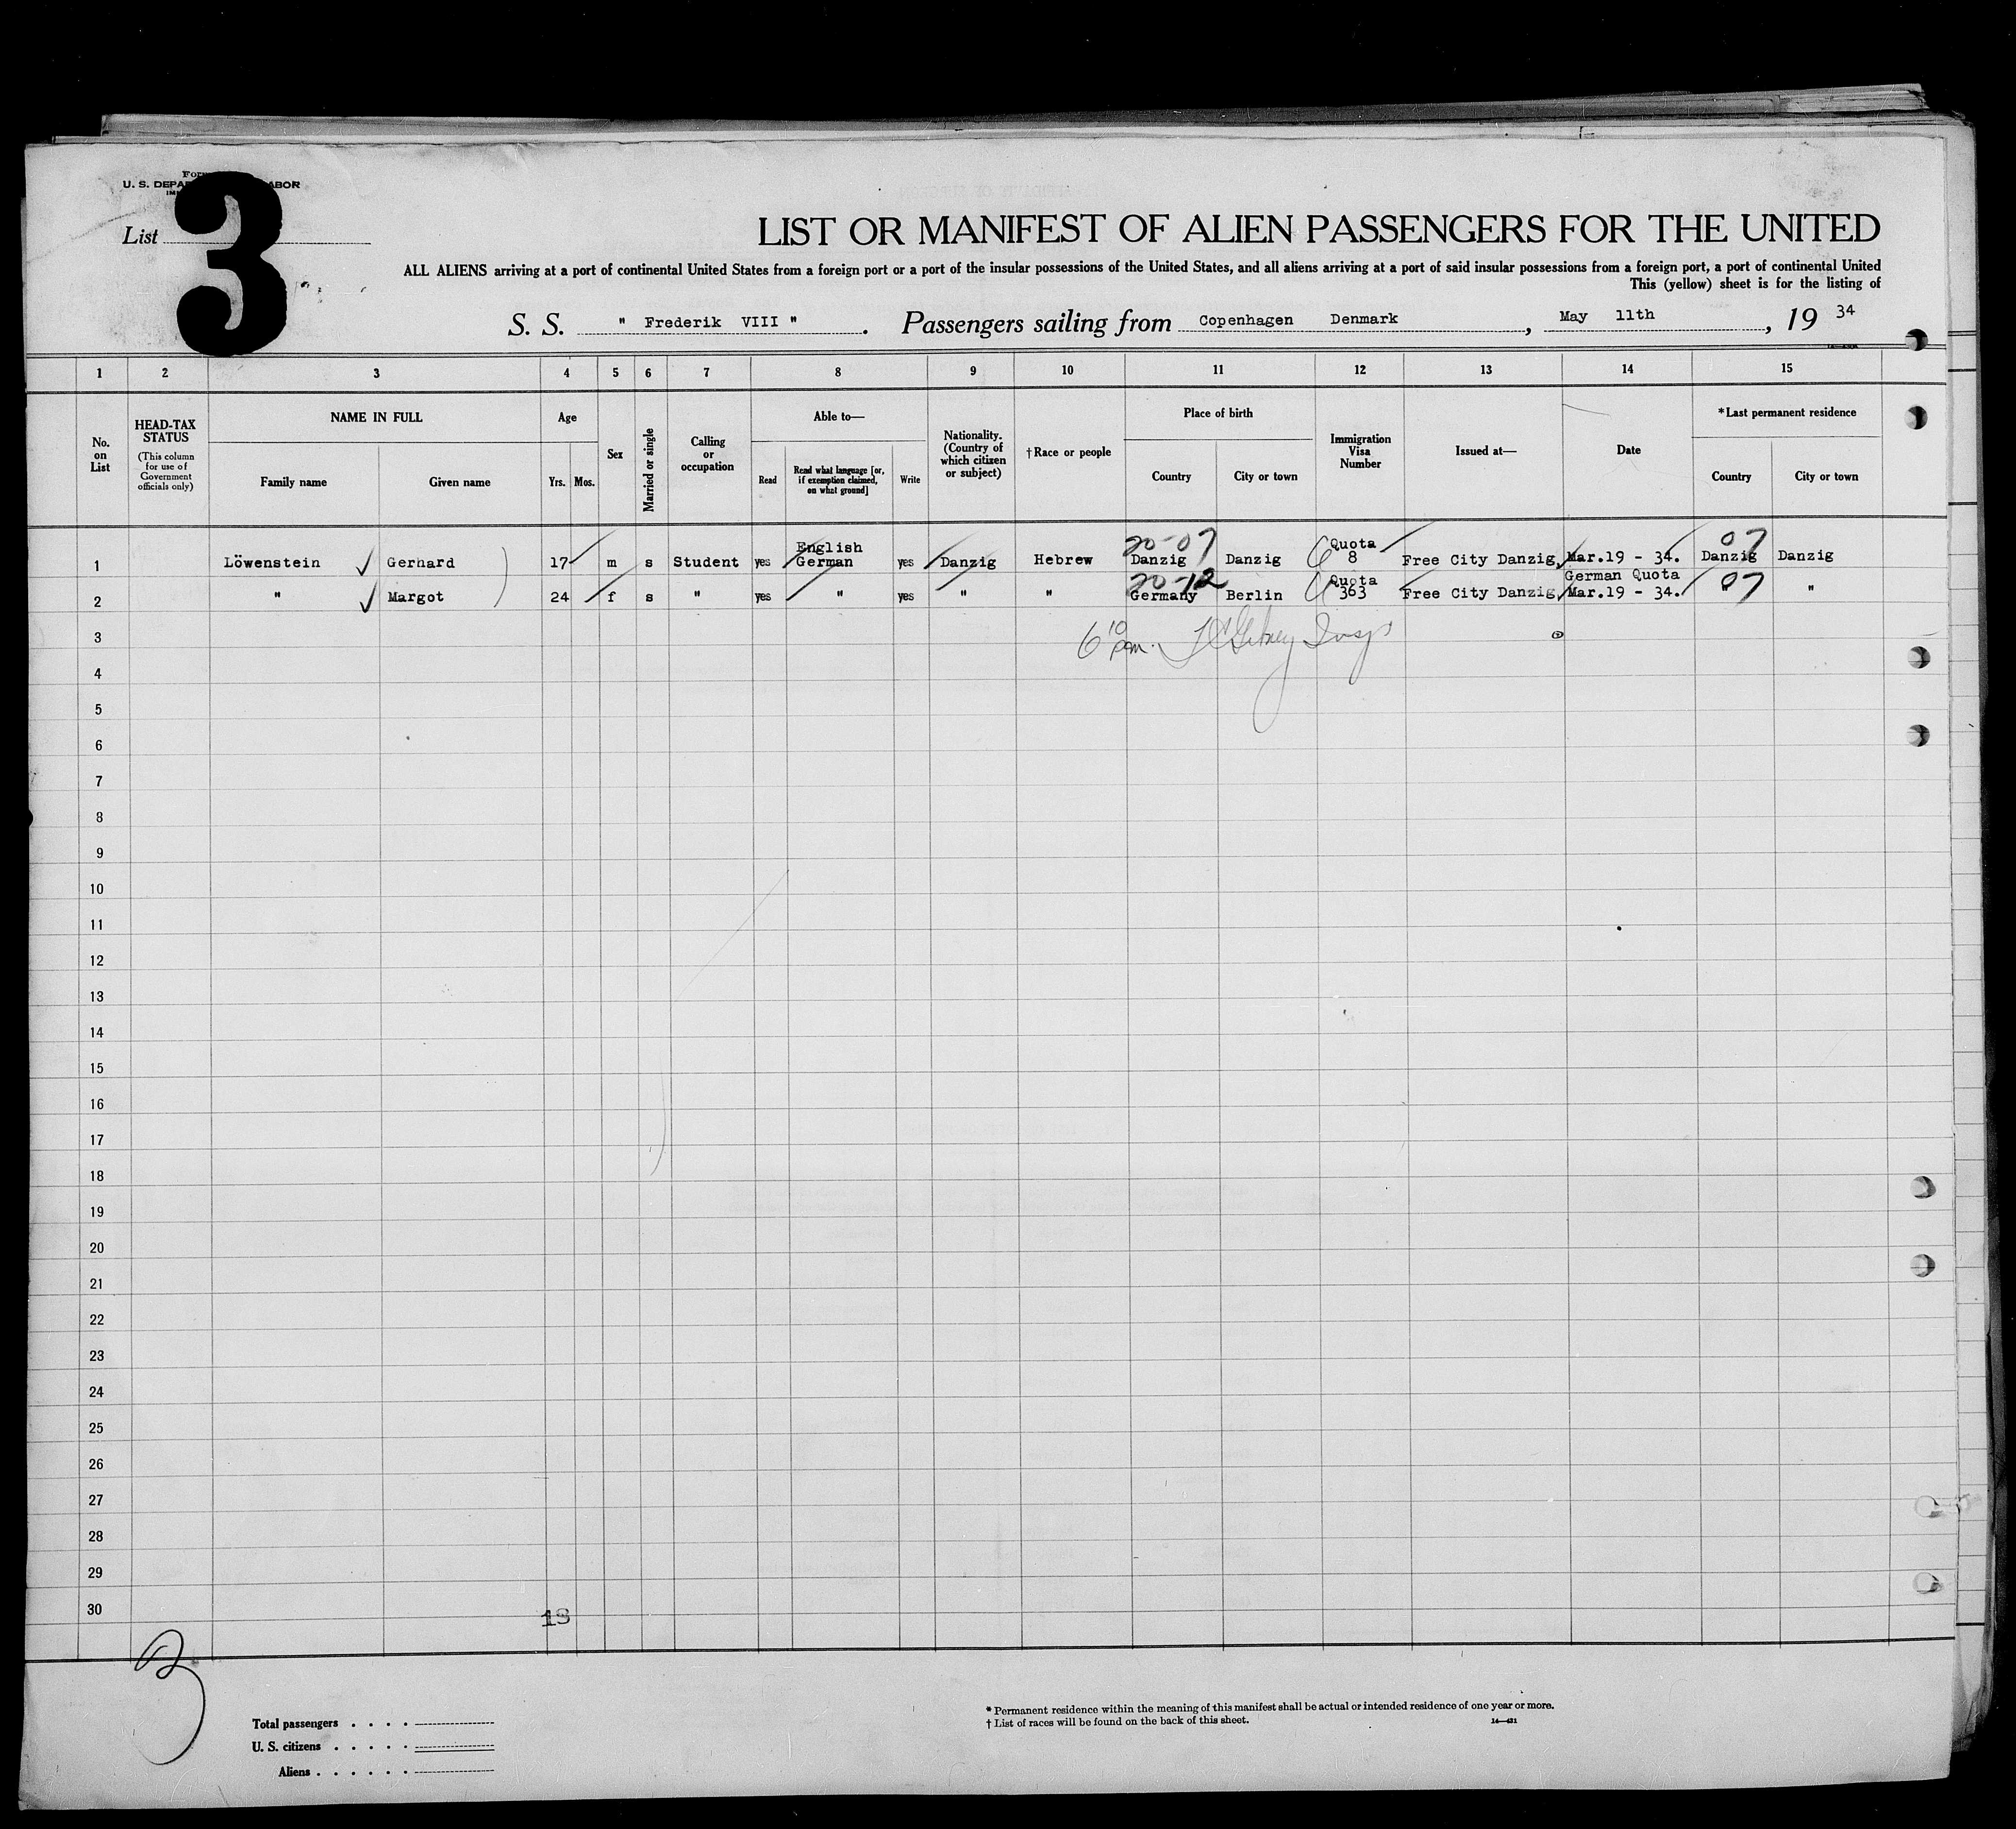 3
U. S. DEPA ABOR
List
LIST OR MANIFEST OF ALIEN PASSENGERS FOR THE UNITED
ALL ALIENS arriving at a port of continental United States from a foreign port or a port of the insular possessions of the United States, and all aliens arriving at a port of said insular possessions from a foreign port, a port of continental United
This (yellow) sheet is for the listing of
S. S. " Frederik VIII ". Passengers sailing from Copenhagen Denmark, May 11th, 19 34
1 2 3 4 5 6 7 8 9 10 11 12 13 14 15
No. on List
HEAD-TAX STATUS (This column for use of Government officials only)
NAME IN FULL
Family name Given name
Age
Yrs. Mos.
Sex
Married or single
Calling or occupation
Able to—
Read Read what language [or, if exemption claimed, on what ground] Write
Nationality. (Country of which citizen or subject)
†Race or people
Place of birth
Country City or town
Immigration Visa Number
Issued at—
Date
*Last permanent residence
Country City or town
20-07 07
English Quota
1 Löwenstein Gerhard 17 m s Student yes German yes Danzig Hebrew Danzig Danzig 8 Free City Danzig, Mar.19 - 34. Danzig Danzig
20-12 Quota German Quota 07
2 " Margot 24 f s " yes " yes " " Germany Berlin 363 Free City Danzig, Mar.19 - 34. " "
3 6 10 pm. Insp
4
5
6
7
8
9
10
11
12
13
14
15
16
17
18
19
20
21
22
23
24
25
26
27
28
29
30
18
3
Total passengers . . . .
U. S. citizens . . . . .
Aliens . . . . . .
* Permanent residence within the meaning of this manifest shall be actual or intended residence of one year or more.
† List of races will be found on the back of this sheet.